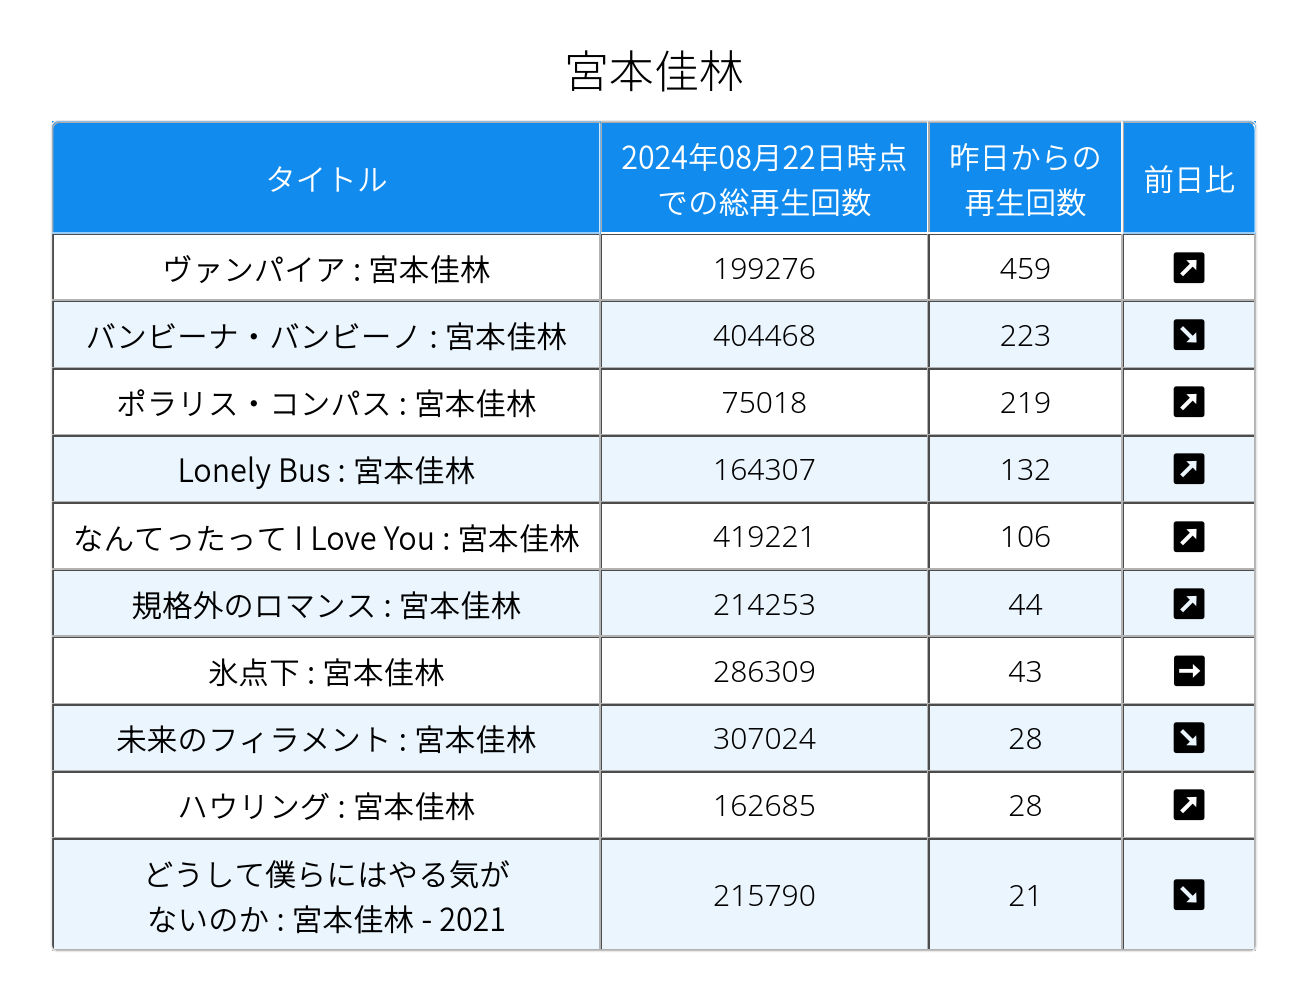 宮本佳林
タイトル
2024年08月22日時点
での総再生回数
昨日からの
再生回数
前日比
ヴァンパイア : 宮本佳林 199276 459 ↗
バンビーナ・バンビーノ : 宮本佳林 404468 223 ↘
ポラリス・コンパス : 宮本佳林 75018 219 ↗
Lonely Bus : 宮本佳林 164307 132 ↗
なんてったって I Love You : 宮本佳林 419221 106 ↗
規格外のロマンス : 宮本佳林 214253 44 ↗
氷点下 : 宮本佳林 286309 43 →
未来のフィラメント : 宮本佳林 307024 28 ↘
ハウリング : 宮本佳林 162685 28 ↗
どうして僕らにはやる気が
ないのか : 宮本佳林 - 2021 215790 21 ↘